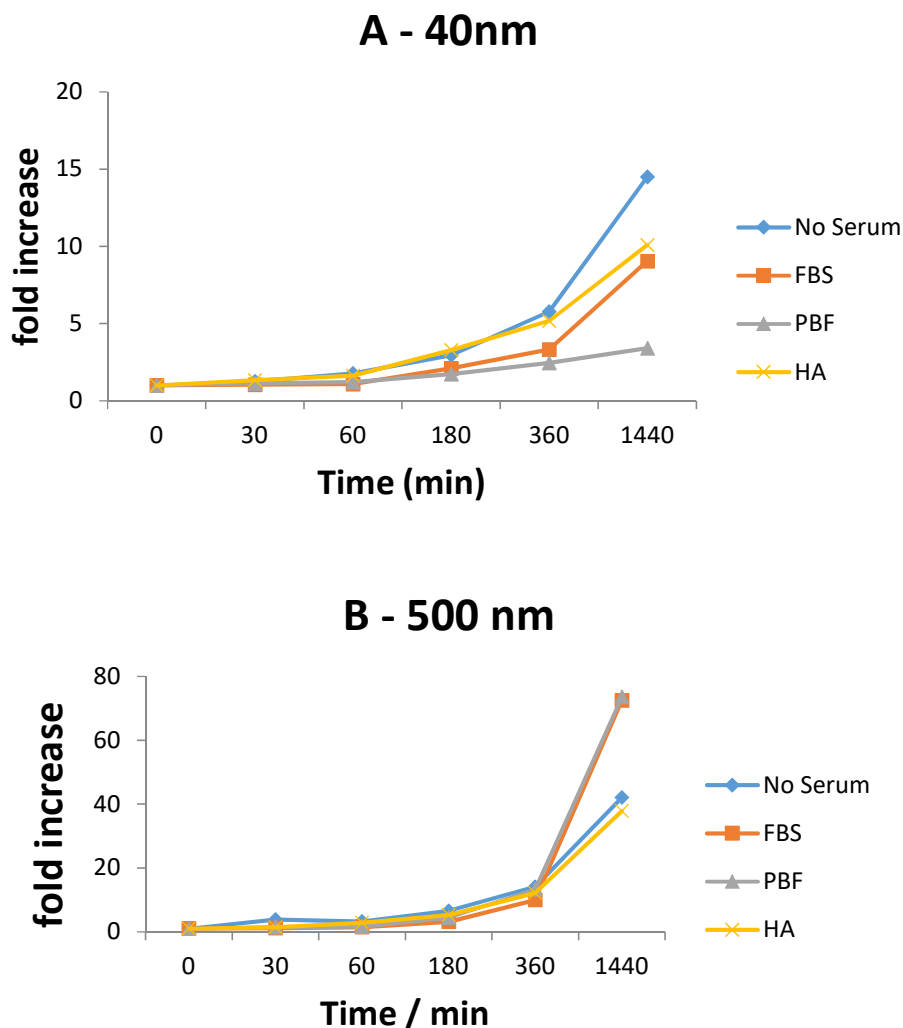 A - 40nm
20
15
10
5
0
fold increase
0 30 60 180 360 1440
Time (min)
No Serum
FBS
PBF
HA
B - 500 nm
80
60
40
20
0
fold increase
0 30 60 180 360 1440
Time / min
No Serum
FBS
PBF
HA